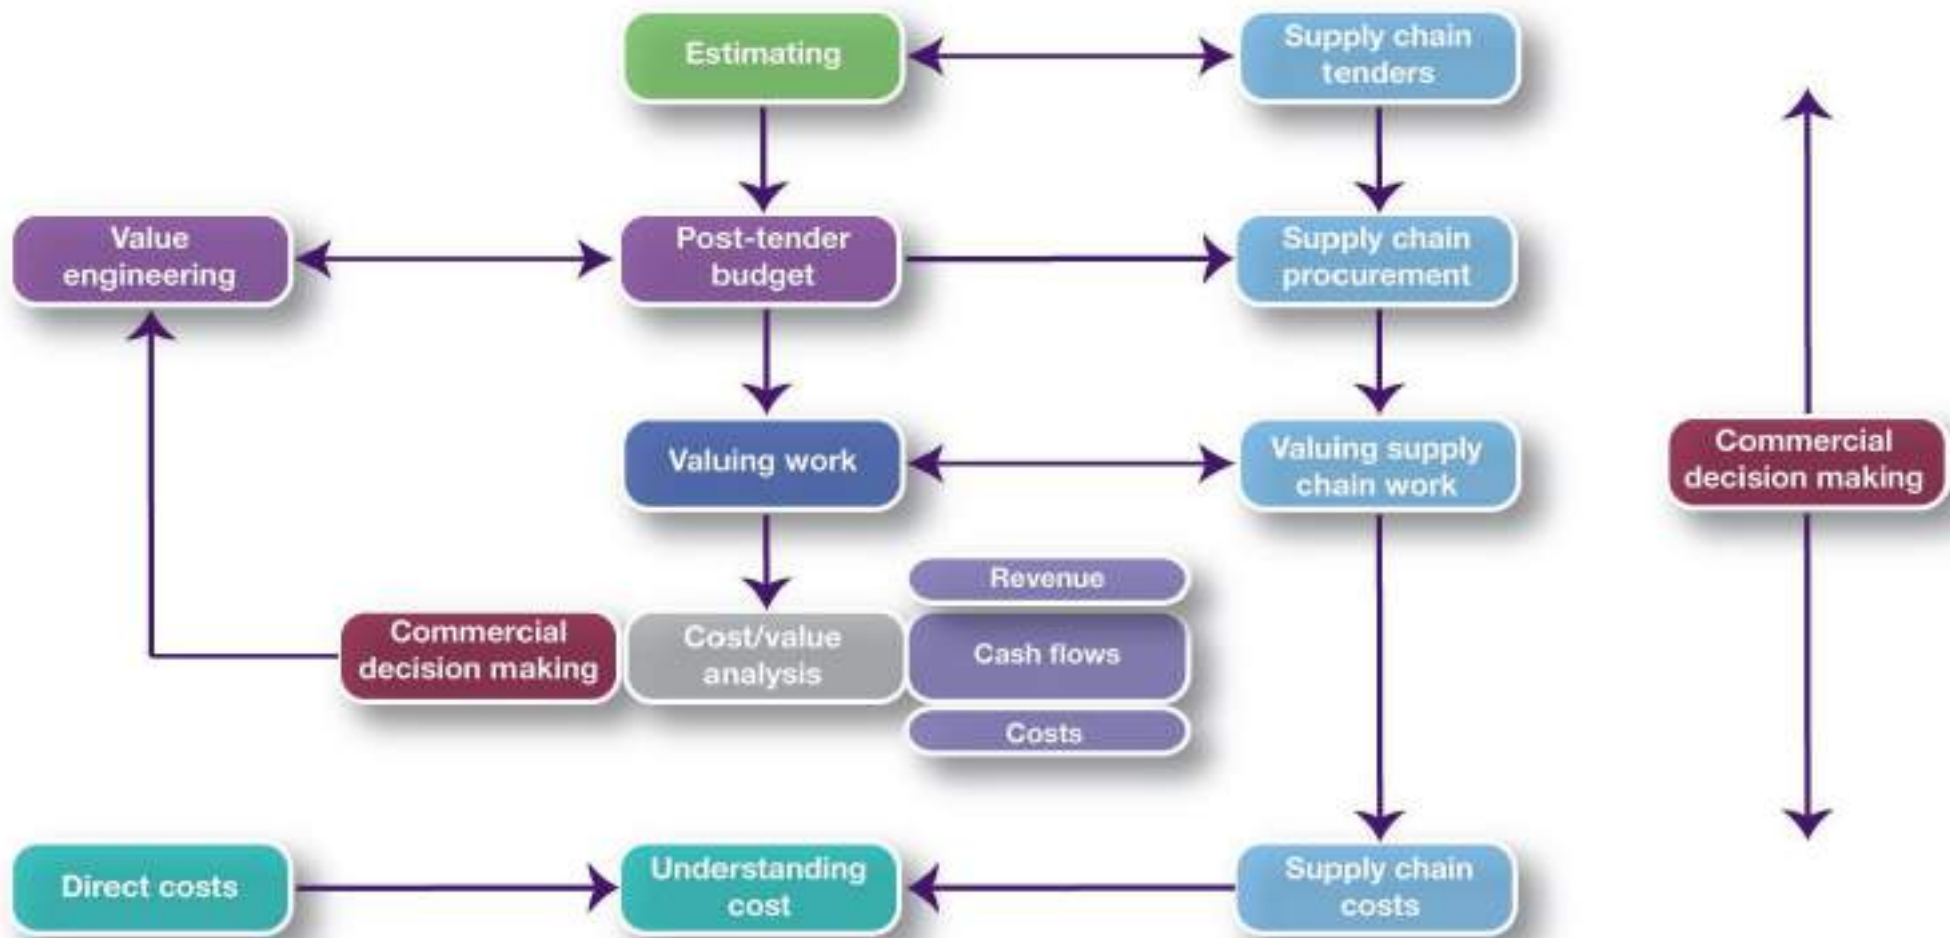 Estimating
Supply chain
tenders
Value
engineering
Post-tender
budget
Supply chain
procurement
Valuing work
Valuing supply
chain work
Commercial
decision making
Revenue
Commercial
decision making
Cost/value
analysis
Cash flows
Costs
Direct costs
Understanding
cost
Supply chain
costs